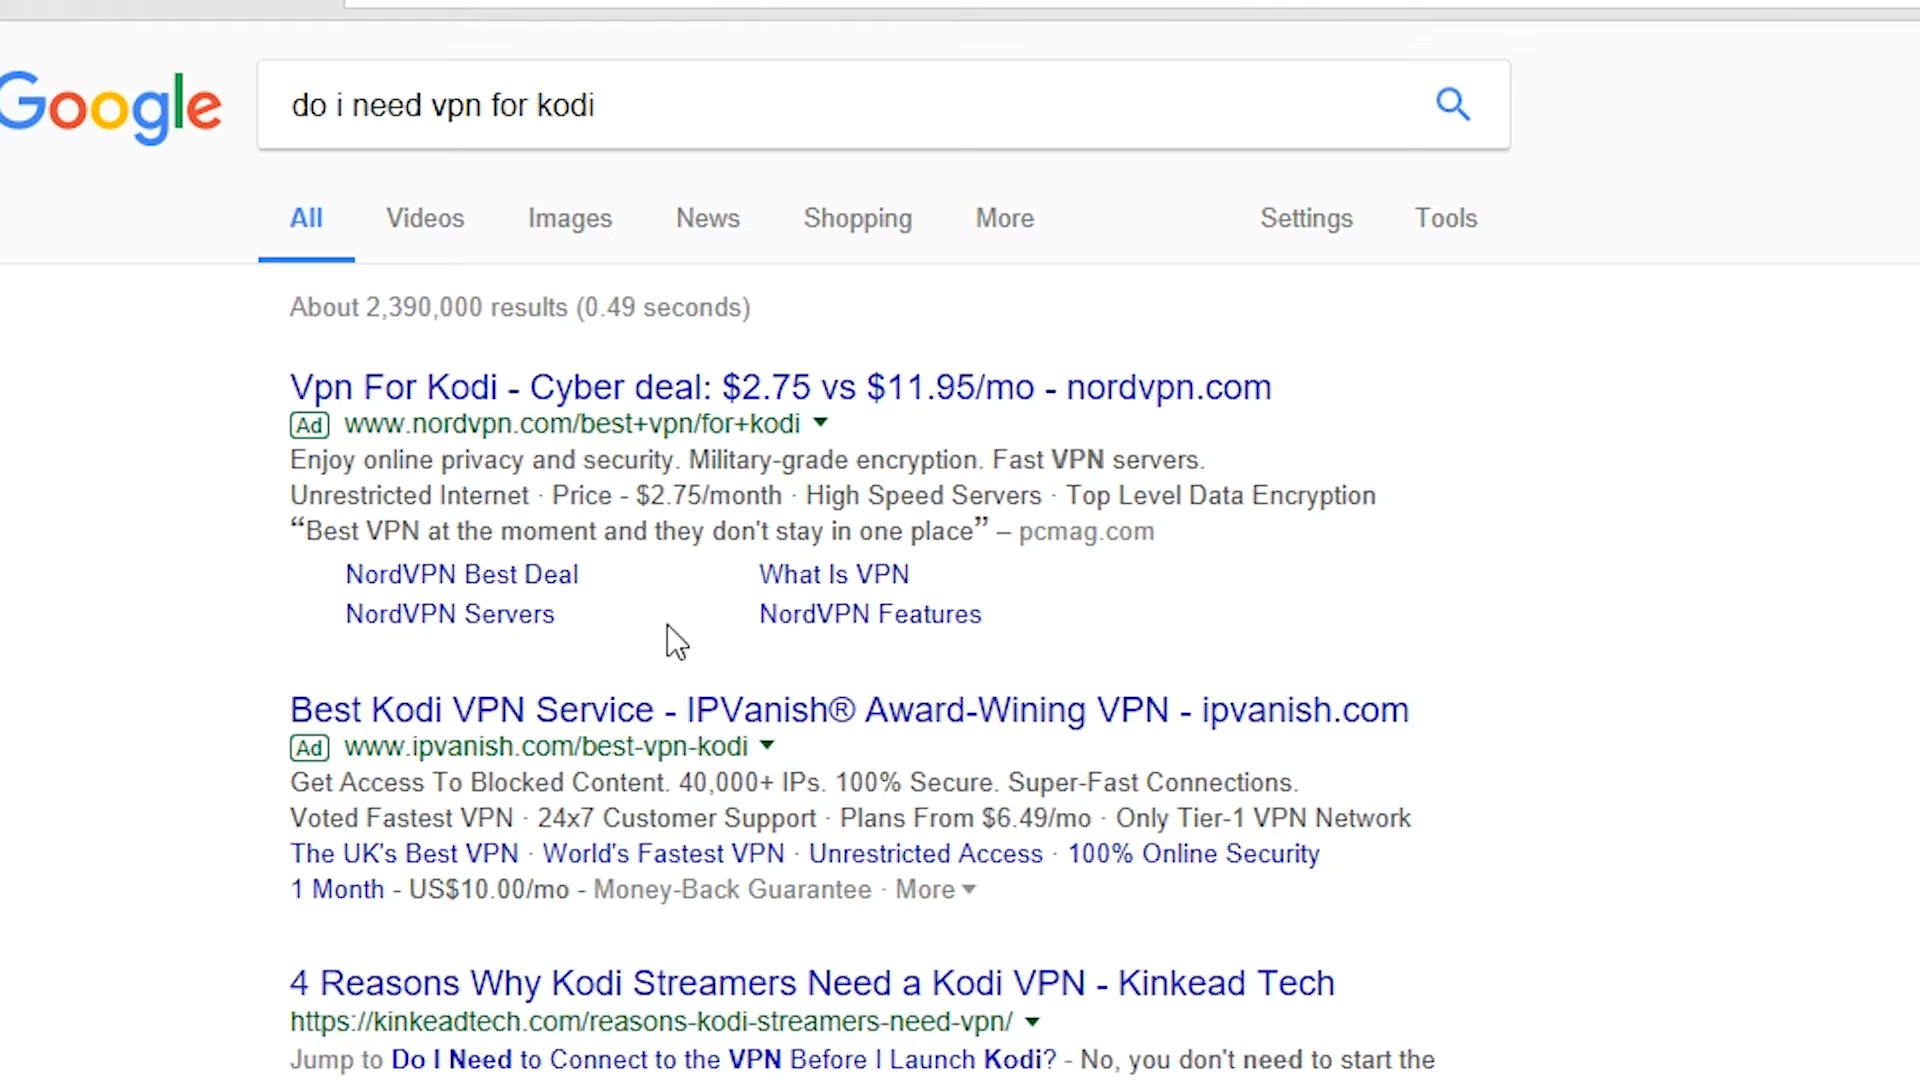 Google do i need vpn for kodi
All Videos Images News Shopping More Settings Tools
About 2,390,000 results (0.49 seconds)
Vpn For Kodi - Cyber deal: $2.75 vs $11.95/mo - nordvpn.com
Ad www.nordvpn.com/best+vpn/for+kodi
Enjoy online privacy and security. Military-grade encryption. Fast VPN servers.
Unrestricted Internet · Price - $2.75/month · High Speed Servers · Top Level Data Encryption
“Best VPN at the moment and they don't stay in one place” – pcmag.com
NordVPN Best Deal What Is VPN
NordVPN Servers NordVPN Features
Best Kodi VPN Service - IPVanish® Award-Wining VPN - ipvanish.com
Ad www.ipvanish.com/best-vpn-kodi
Get Access To Blocked Content. 40,000+ IPs. 100% Secure. Super-Fast Connections.
Voted Fastest VPN · 24x7 Customer Support · Plans From $6.49/mo · Only Tier-1 VPN Network
The UK's Best VPN · World's Fastest VPN · Unrestricted Access · 100% Online Security
1 Month - US$10.00/mo - Money-Back Guarantee · More
4 Reasons Why Kodi Streamers Need a Kodi VPN - Kinkead Tech
https://kinkeadtech.com/reasons-kodi-streamers-need-vpn/
Jump to Do I Need to Connect to the VPN Before I Launch Kodi? - No, you don't need to start the